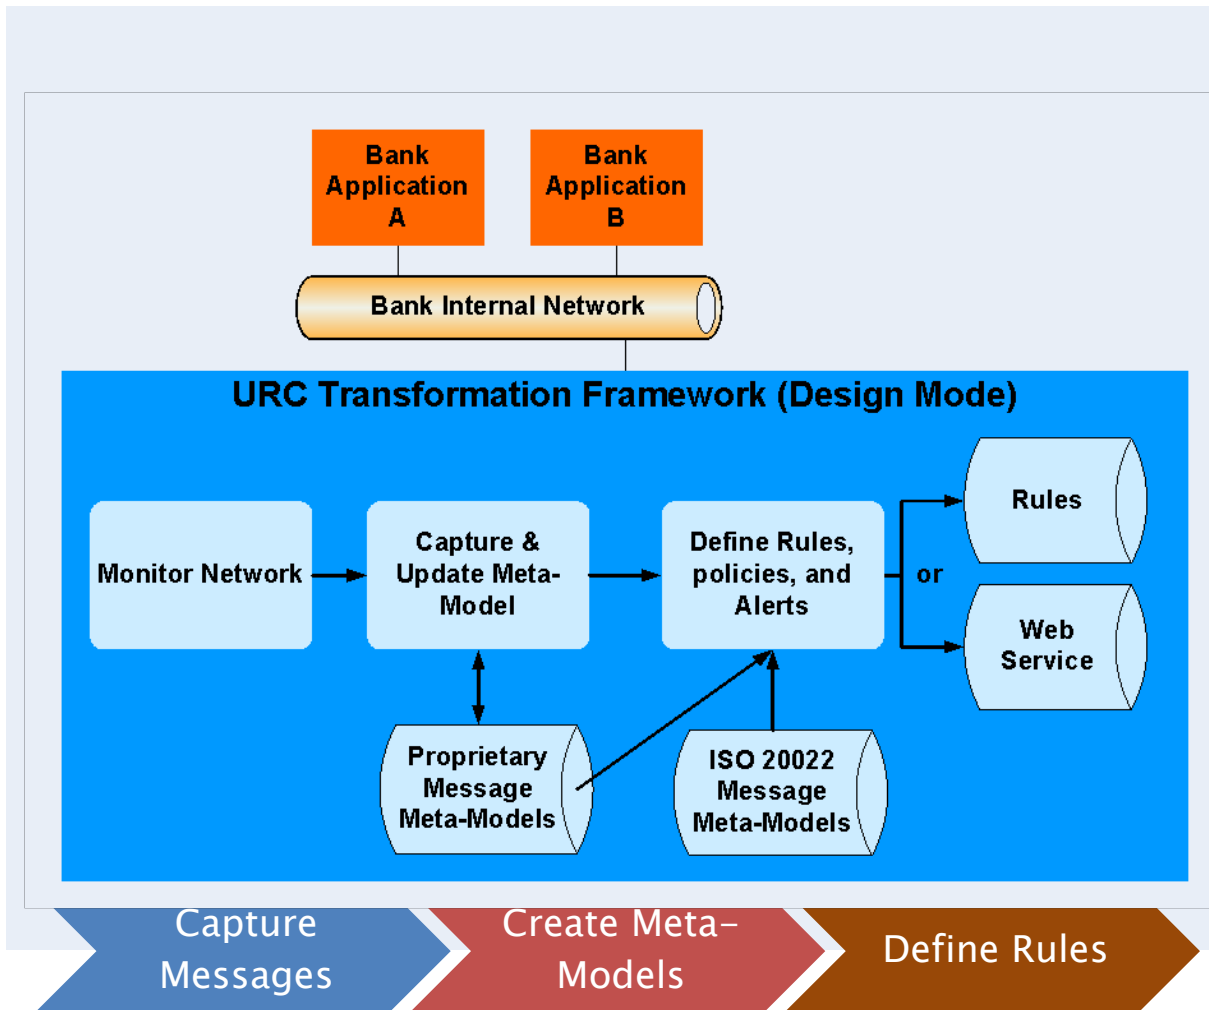 Bank
Application
A
Bank
Application
B
Bank Internal Network
URC Transformation Framework (Design Mode)
Monitor Network
Capture &
Update Meta-
Model
Define Rules,
policies, and
Alerts
or
Rules
Web
Service
Proprietary
Message
Meta-Models
ISO 20022
Message
Meta-Models
Capture
Messages
Create Meta-
Models
Define Rules